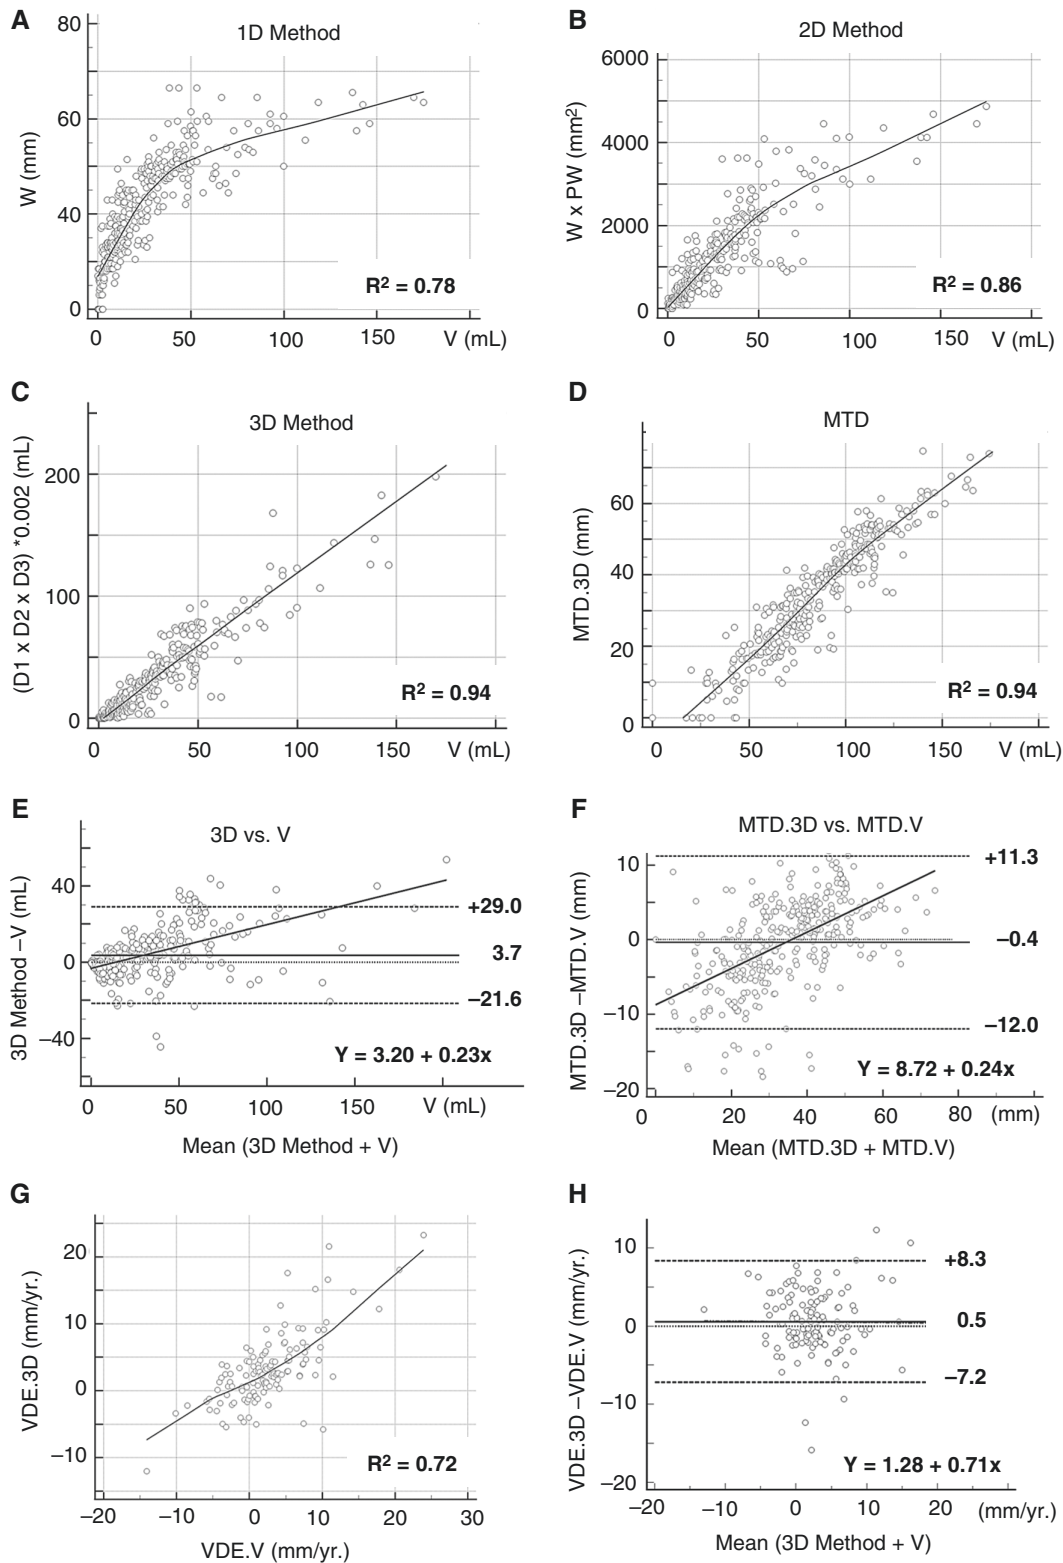 A
1D Method
80
60
40
0
W (mm)
R² = 0.78
0 50 100 150 V (mL)
B
2D Method
6000
4000
2000
0
W x PW (mm²)
R² = 0.86
0 50 100 150 V (mL)
C
3D Method
200
100
0
(D1 x D2 x D3) *0.002 (mL)
R² = 0.94
0 50 100 150 V (mL)
D
MTD
60
40
20
0
MTD.3D (mm)
R² = 0.94
0 50 100 150 V (mL)
E
3D vs. V
40
0
–40
3D Method –V (mL)
+29.0
3.7
–21.6
Y = 3.20 + 0.23x
0 50 100 150 V (mL)
Mean (3D Method + V)
F
MTD.3D vs. MTD.V
10
0
–10
–20
MTD.3D –MTD.V (mm)
+11.3
–0.4
–12.0
Y = 8.72 + 0.24x
0 20 40 60 80 (mm)
Mean (MTD.3D + MTD.V)
G
20
10
0
–10
VDE.3D (mm/yr.)
R² = 0.72
–20 –10 0 10 20 30
VDE.V (mm/yr.)
H
10
0
–10
–20
VDE.3D –VDE.V (mm/yr.)
+8.3
0.5
–7.2
Y = 1.28 + 0.71x
–20 –10 0 10 20 (mm/yr.)
Mean (3D Method + V)